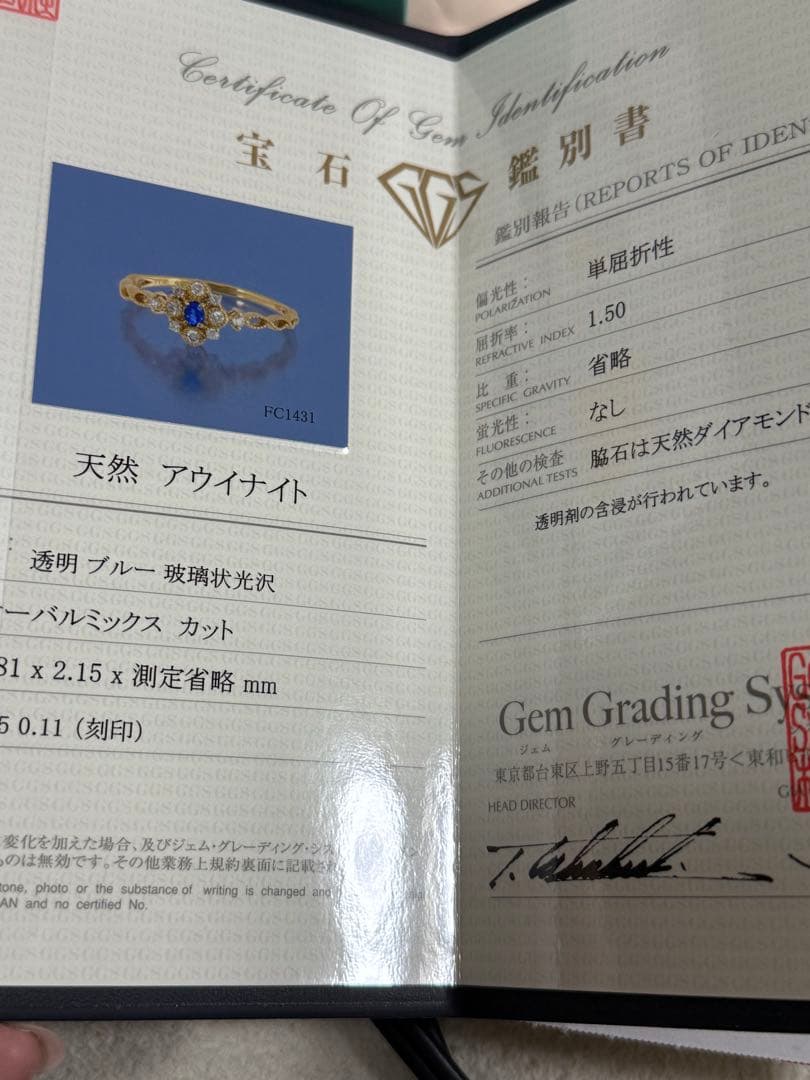 Certificate Of Gem Identification
宝石 GGS 鑑別書
FC1431
天然 アウイナイト
透明 ブルー 玻璃状光沢
ーバルミックス カット
81 x 2.15 x 測定省略 mm
5 0.11 (刻印)
変化を加えた場合、及びジェム・グレーディング・シス
ものは無効です。その他業務上規約裏面に記載さ
tone, photo or the substance of writing is changed and
AN and no certified No.
鑑別報告(REPORTS OF IDEN
偏光性: 単屈折性
POLARIZATION
屈折率: 1.50
REFRACTIVE INDEX
比 重: 省略
SPECIFIC GRAVITY
蛍光性: なし
FLUORESCENCE
その他の検査 脇石は天然ダイアモンド
ADDITIONAL TESTS
透明剤の含浸が行われています。
Gem Grading Sy
ジェム グレーディング
東京都台東区上野五丁目15番17号<東和
HEAD DIRECTOR